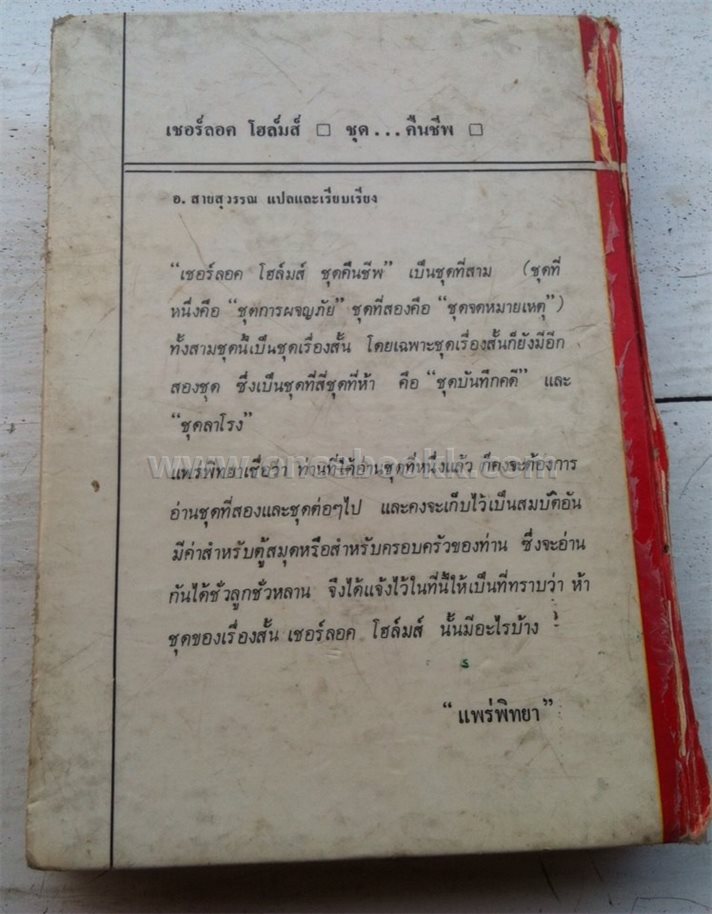 เชอร์ลอค โฮล์มส์ □ ชุด...คืนชีพ □
อ. สายสุวรรณ แปลและเรียบเรียง
“เชอร์ลอค โฮล์มส์ ชุดคืนชีพ” เป็นชุดที่สาม (ชุดที่
หนึ่งคือ “ชุดการผจญภัย” ชุดที่สองคือ “ชุดจดหมายเหตุ”)
ทั้งสามชุดนี้เป็นชุดเรื่องสั้น โดยเฉพาะชุดเรื่องสั้นก็ยังมีอีก
สองชุด ซึ่งเป็นชุดที่สี่ชุดที่ห้า คือ “ชุดบันทึกคดี” และ
“ชุดลาโรง”
แพร่พิทยาเชื่อว่า ท่านที่ได้อ่านชุดที่หนึ่งแล้ว ก็คงจะต้องการ
อ่านชุดที่สองและชุดต่อๆไป และคงจะเก็บไว้เป็นสมบัติอัน
มีค่าสำหรับตู้สมุดหรือสำหรับครอบครัวของท่าน ซึ่งจะอ่าน
กันได้ชั่วลูกชั่วหลาน จึงได้แจ้งไว้ในที่นี้ให้เป็นที่ทราบว่า ห้า
ชุดของเรื่องสั้น เชอร์ลอค โฮล์มส์ นั้นมีอะไรบ้าง
“แพร่พิทยา”